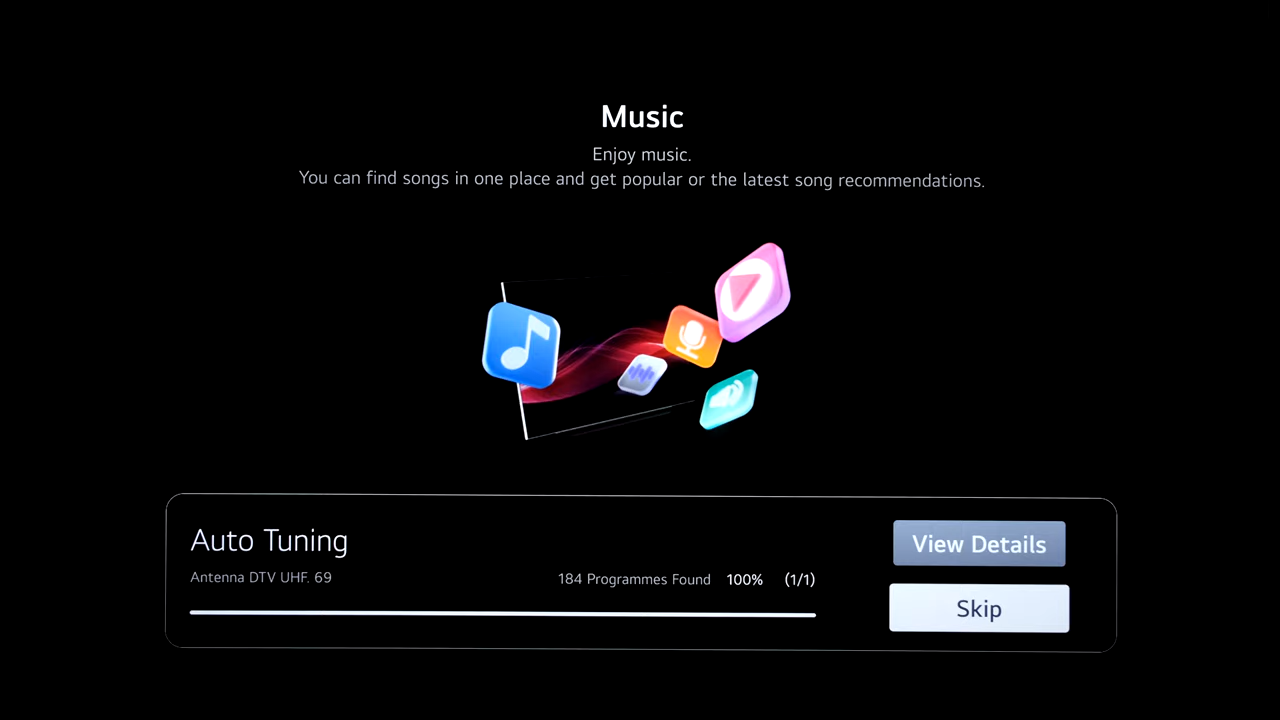 Music
Enjoy music.
You can find songs in one place and get popular or the latest song recommendations.
Auto Tuning
View Details
Antenna DTV UHF. 69
184 Programmes Found 100% (1/1)
Skip